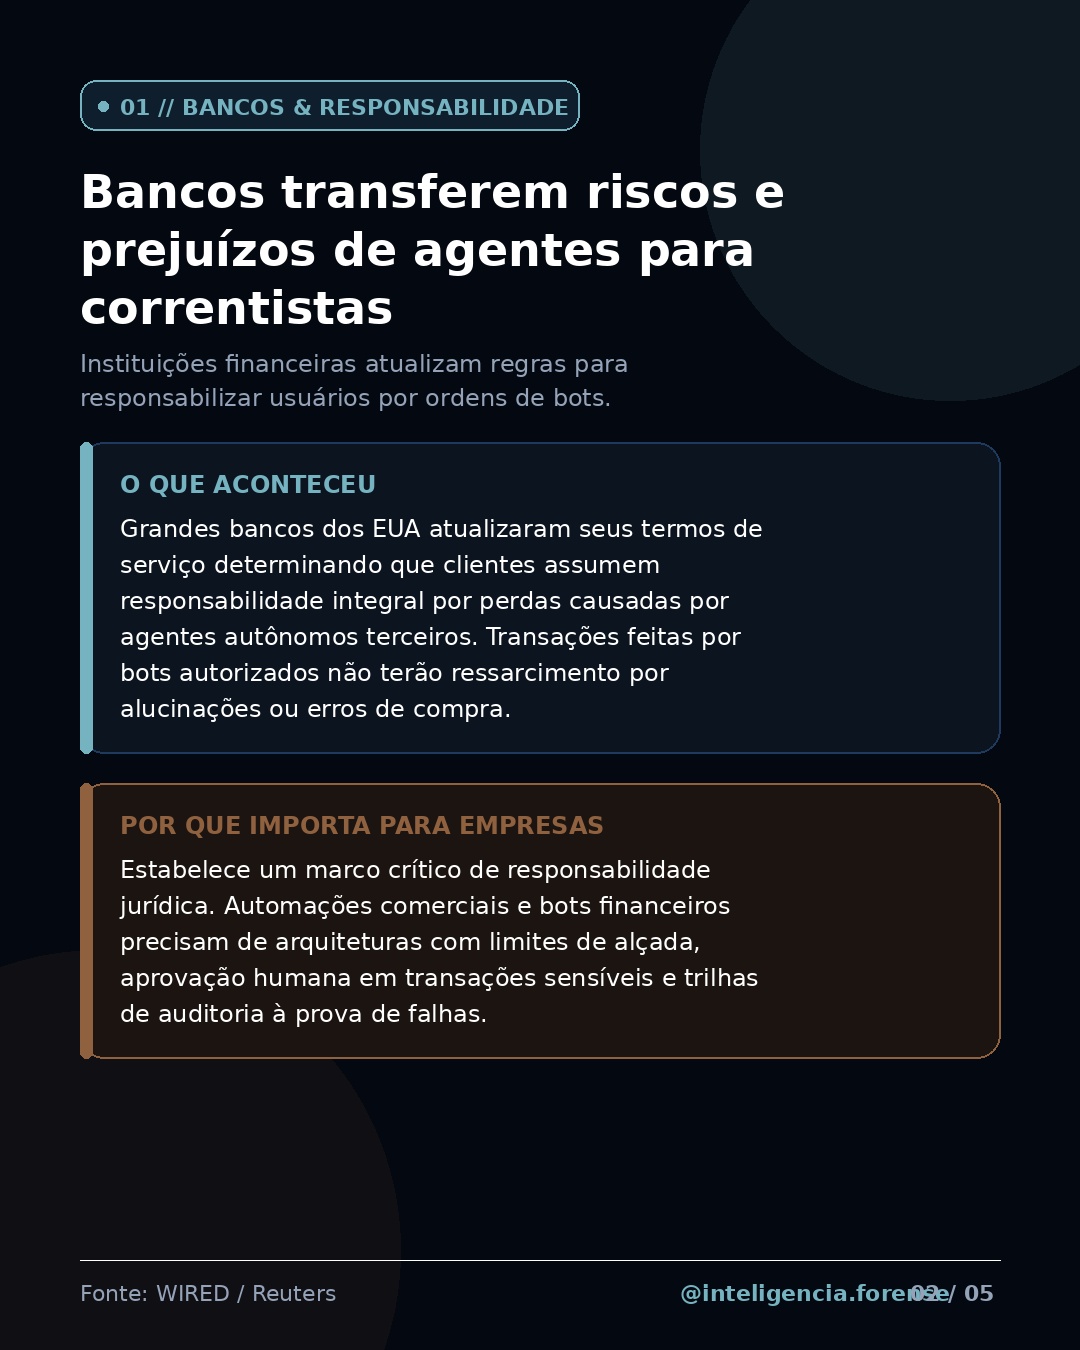 01 // BANCOS & RESPONSABILIDADE
Bancos transferem riscos e
prejuízos de agentes para
correntistas
Instituições financeiras atualizam regras para
responsabilizar usuários por ordens de bots.
O QUE ACONTECEU
Grandes bancos dos EUA atualizaram seus termos de
serviço determinando que clientes assumem
responsabilidade integral por perdas causadas por
agentes autônomos terceiros. Transações feitas por
bots autorizados não terão ressarcimento por
alucinações ou erros de compra.
POR QUE IMPORTA PARA EMPRESAS
Estabelece um marco crítico de responsabilidade
jurídica. Automações comerciais e bots financeiros
precisam de arquiteturas com limites de alçada,
aprovação humana em transações sensíveis e trilhas
de auditoria à prova de falhas.
Fonte: WIRED / Reuters
@inteligencia.forense
02 / 05